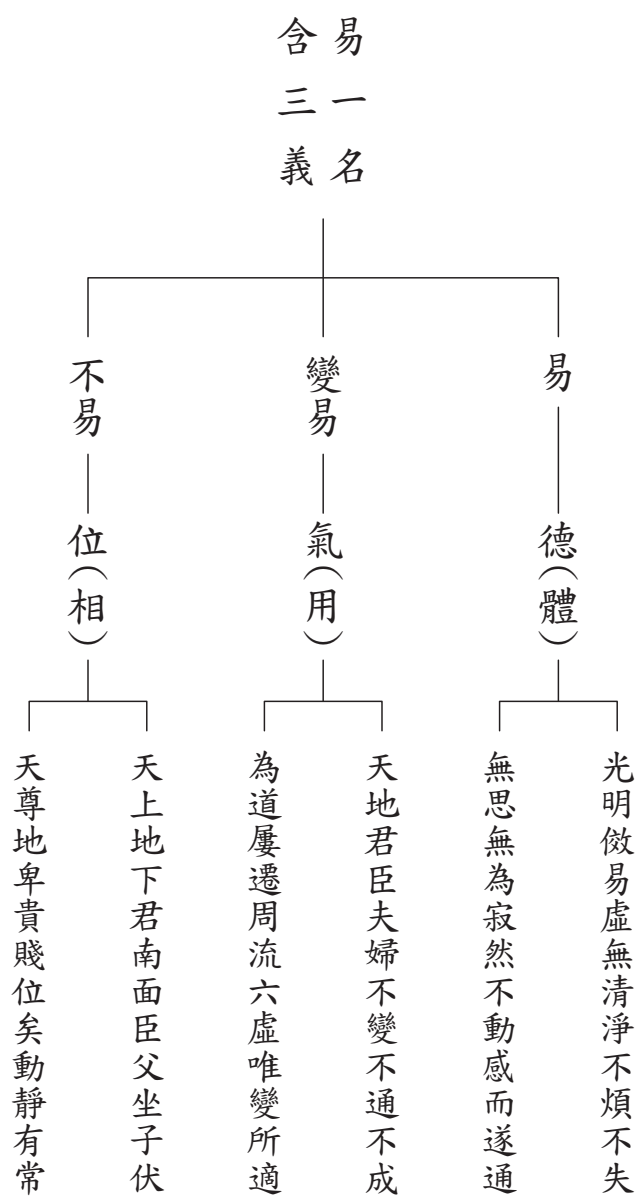 易一名
含三義
易
德（體）
光明傚易虛無清淨不煩不失
無思無為寂然不動感而遂通
變易
氣（用）
天地君臣夫婦不變不通不成
為道屢遷周流六虛唯變所適
不易
位（相）
天上地下君南面臣父坐子伏
天尊地卑貴賤位矣動靜有常